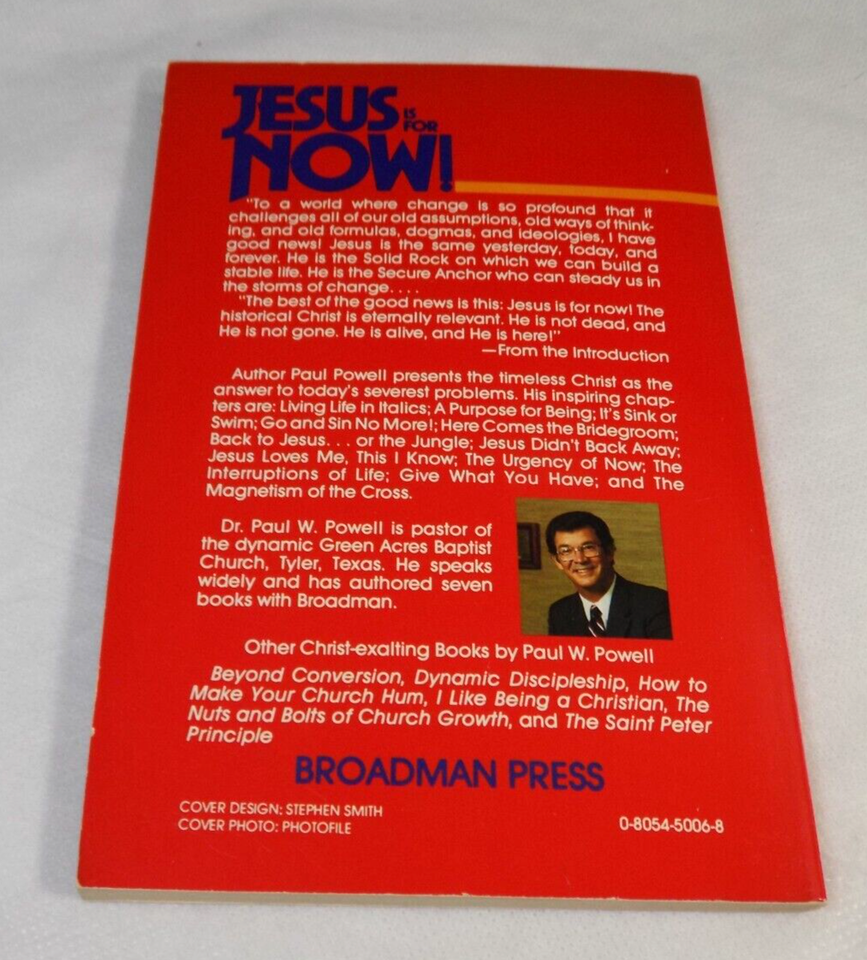 JESUS IS FOR
NOW!
"To a world where change is so profound that it
challenges all of our old assumptions, old ways of think-
ing, and old formulas, dogmas, and ideologies, I have
good news! Jesus is the same yesterday, today, and
forever. He is the Solid Rock on which we can build a
stable life. He is the Secure Anchor who can steady us in
the storms of change. . . .
"The best of the good news is this: Jesus is for now! The
historical Christ is eternally relevant. He is not dead, and
He is not gone. He is alive, and He is here!"
—From the Introduction
Author Paul Powell presents the timeless Christ as the
answer to today's severest problems. His inspiring chap-
ters are: Living Life in Italics; A Purpose for Being; It's Sink or
Swim; Go and Sin No More!; Here Comes the Bridegroom;
Back to Jesus. . . or the Jungle; Jesus Didn't Back Away;
Jesus Loves Me, This I Know; The Urgency of Now; The
Interruptions of Life; Give What You Have; and The
Magnetism of the Cross.
Dr. Paul W. Powell is pastor of
the dynamic Green Acres Baptist
Church, Tyler, Texas. He speaks
widely and has authored seven
books with Broadman.
Other Christ-exalting Books by Paul W. Powell
Beyond Conversion, Dynamic Discipleship, How to
Make Your Church Hum, I Like Being a Christian, The
Nuts and Bolts of Church Growth, and The Saint Peter
Principle
BROADMAN PRESS
COVER DESIGN: STEPHEN SMITH
COVER PHOTO: PHOTOFILE
0-8054-5006-8